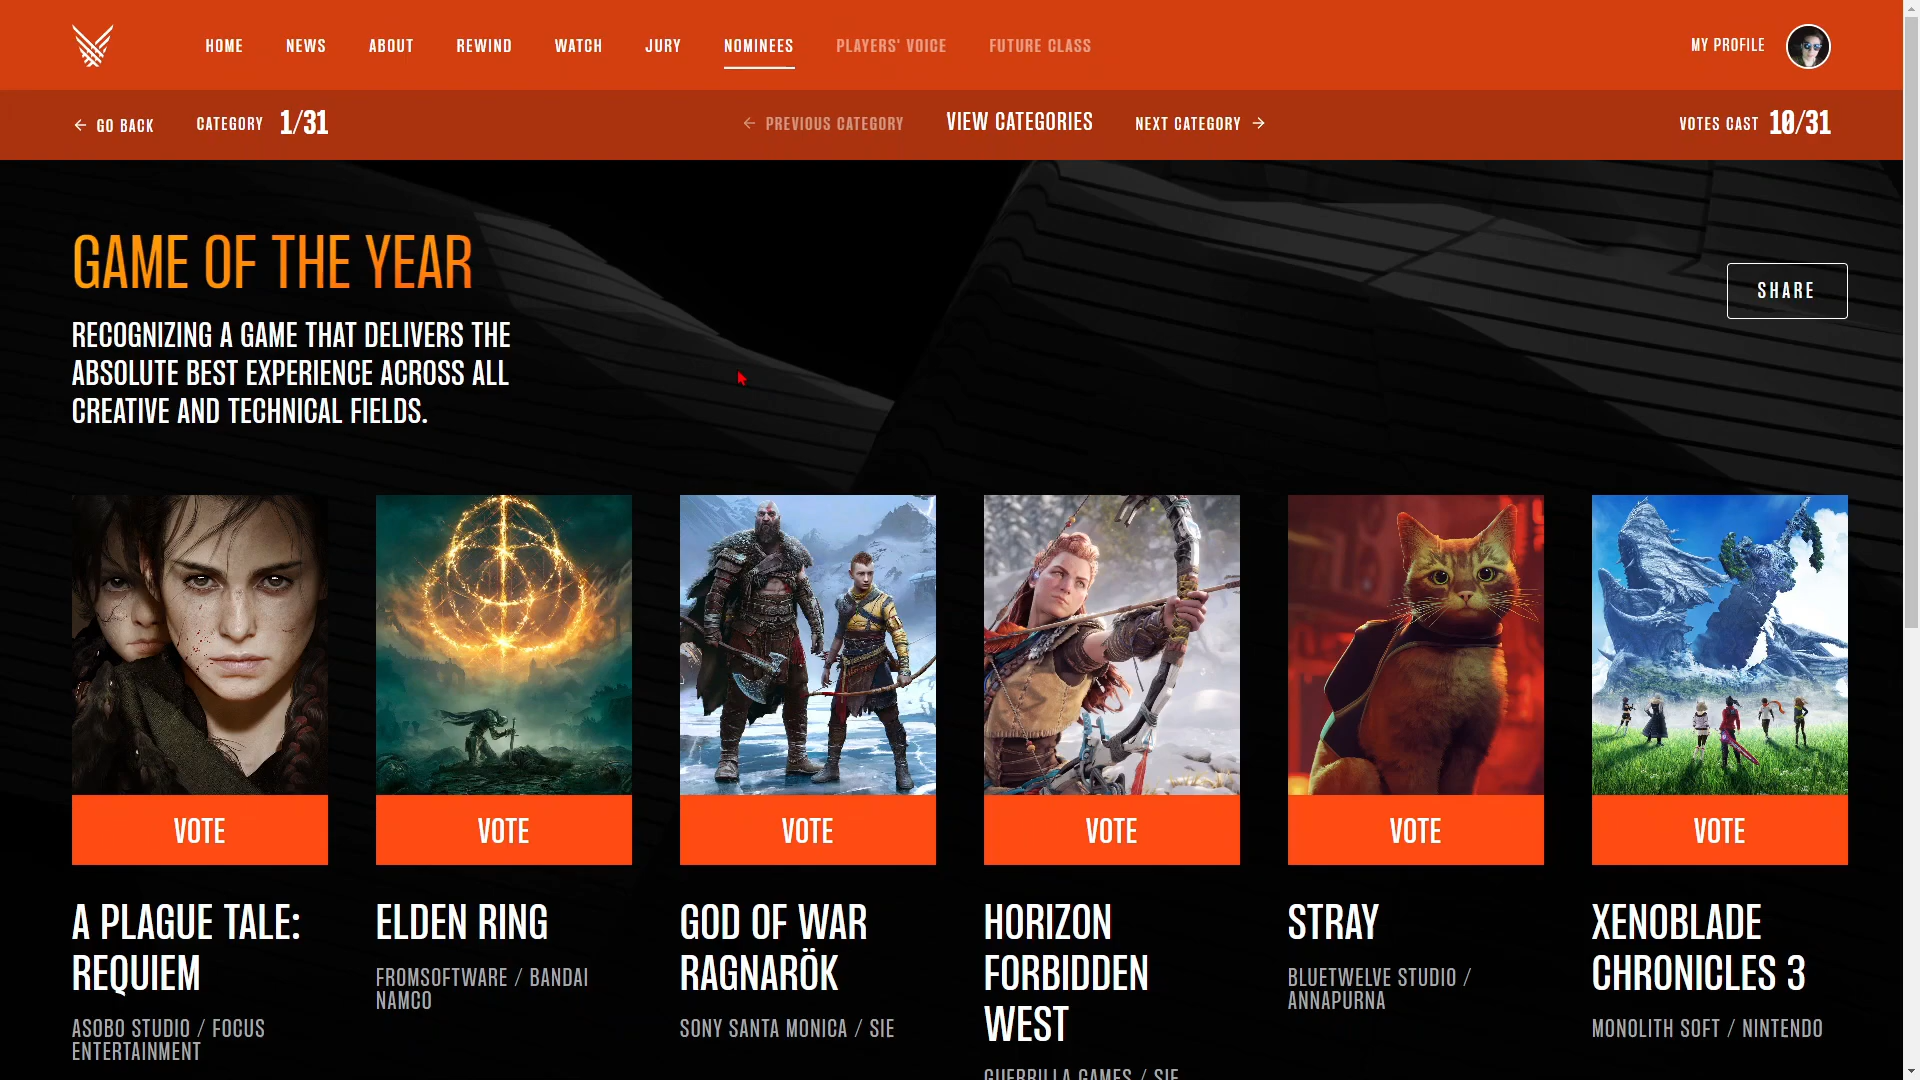 HOME NEWS ABOUT REWIND WATCH JURY NOMINEES PLAYERS' VOICE FUTURE CLASS MY PROFILE
← GO BACK CATEGORY 1/31 ← PREVIOUS CATEGORY VIEW CATEGORIES NEXT CATEGORY → VOTES CAST 10/31
GAME OF THE YEAR
RECOGNIZING A GAME THAT DELIVERS THE
ABSOLUTE BEST EXPERIENCE ACROSS ALL
CREATIVE AND TECHNICAL FIELDS.
SHARE
VOTE
A PLAGUE TALE:
REQUIEM
ASOBO STUDIO / FOCUS
ENTERTAINMENT
VOTE
ELDEN RING
FROMSOFTWARE / BANDAI
NAMCO
VOTE
GOD OF WAR
RAGNARÖK
SONY SANTA MONICA / SIE
VOTE
HORIZON
FORBIDDEN
WEST
GUERRILLA GAMES / SIE
VOTE
STRAY
BLUETWELVE STUDIO /
ANNAPURNA
VOTE
XENOBLADE
CHRONICLES 3
MONOLITH SOFT / NINTENDO